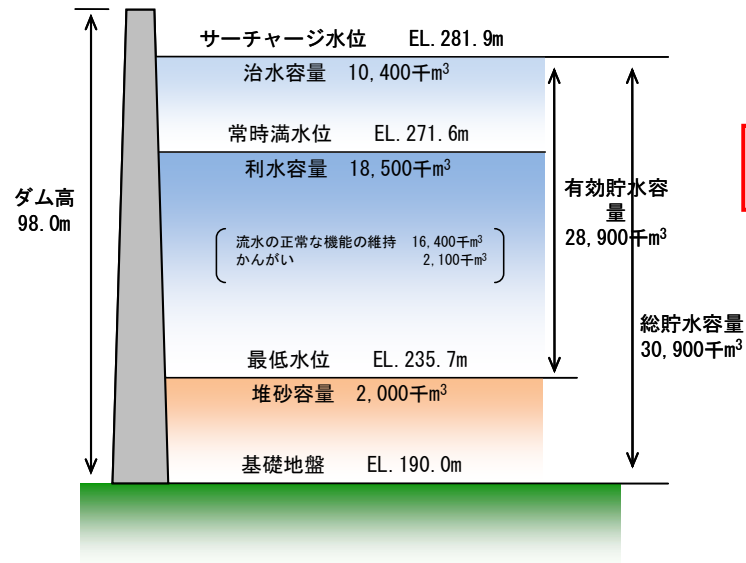 サーチャージ水位 EL.281.9m
治水容量 10,400千m³
常時満水位 EL.271.6m
利水容量 18,500千m³
流水の正常な機能の維持 16,400千m³
かんがい 2,100千m³
最低水位 EL.235.7m
堆砂容量 2,000千m³
基礎地盤 EL.190.0m
ダム高
98.0m
有効貯水容
量
28,900千m³
総貯水容量
30,900千m³